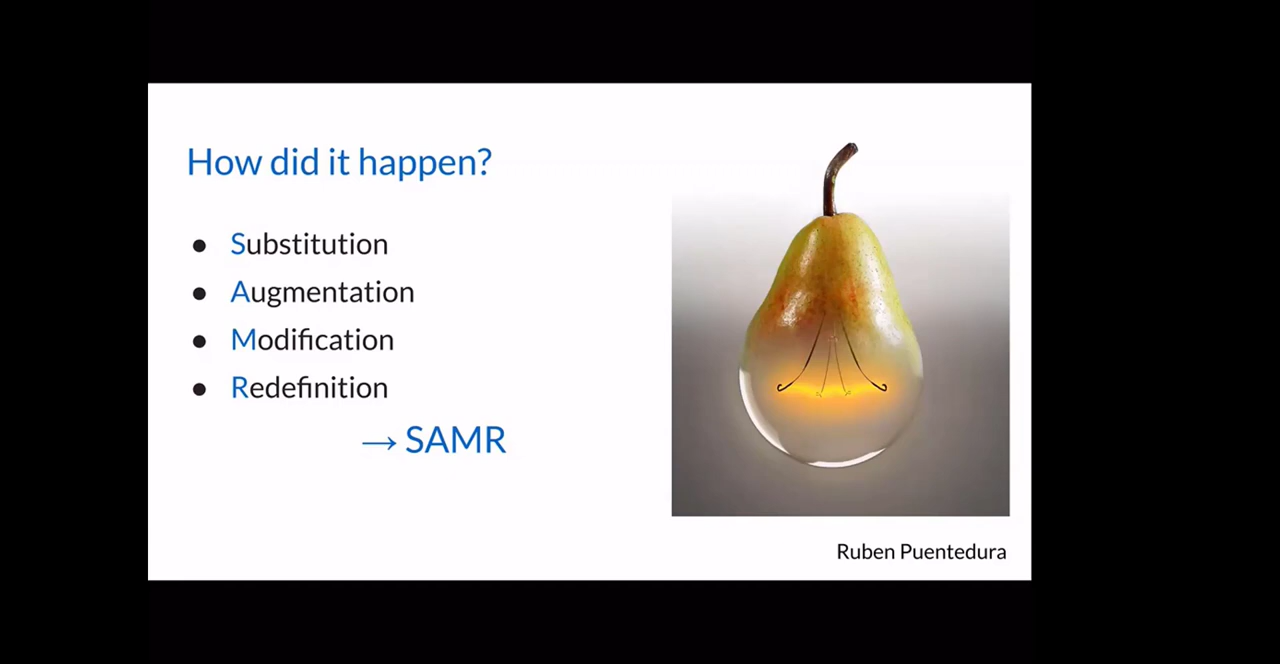 How did it happen?
● Substitution
● Augmentation
● Modification
● Redefinition
→ SAMR
Ruben Puentedura